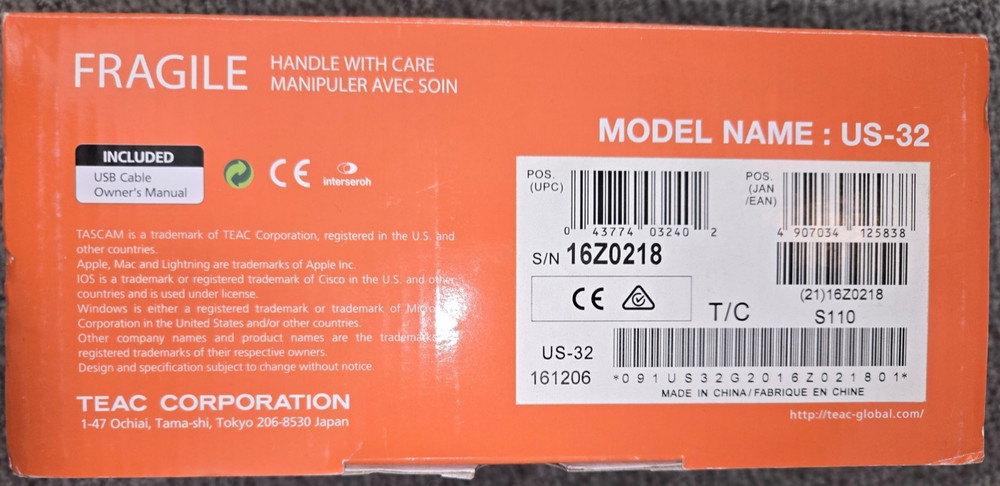 FRAGILE
HANDLE WITH CARE
MANIPULER AVEC SOIN
MODEL NAME : US-32
INCLUDED
USB Cable
Owner's Manual
CE
interseroh
TASCAM is a trademark of TEAC Corporation, registered in the U.S. and
other countries.
Apple, Mac and Lightning are trademarks of Apple Inc.
IOS is a trademark or registered trademark of Cisco in the U.S. and other
countries and is used under license.
Windows is either a registered trademark or trademark of
Corporation in the United States and/or other countries.
Other company names and product names are the trademarks
registered trademarks of their respective owners.
Design and specification subject to change without notice.
TEAC CORPORATION
1-47 Ochiai, Tama-shi, Tokyo 206-8530 Japan
POS.
(UPC)
0 43774 03240 2
POS.
(JAN
/EAN)
4 907034 125838
S/N 16Z0218
(21)16Z0218
CE
T/C
S110
US-32
161206
*091US32G2016Z021801*
MADE IN CHINA/FABRIQUE EN CHINE
http://teac-global.com/